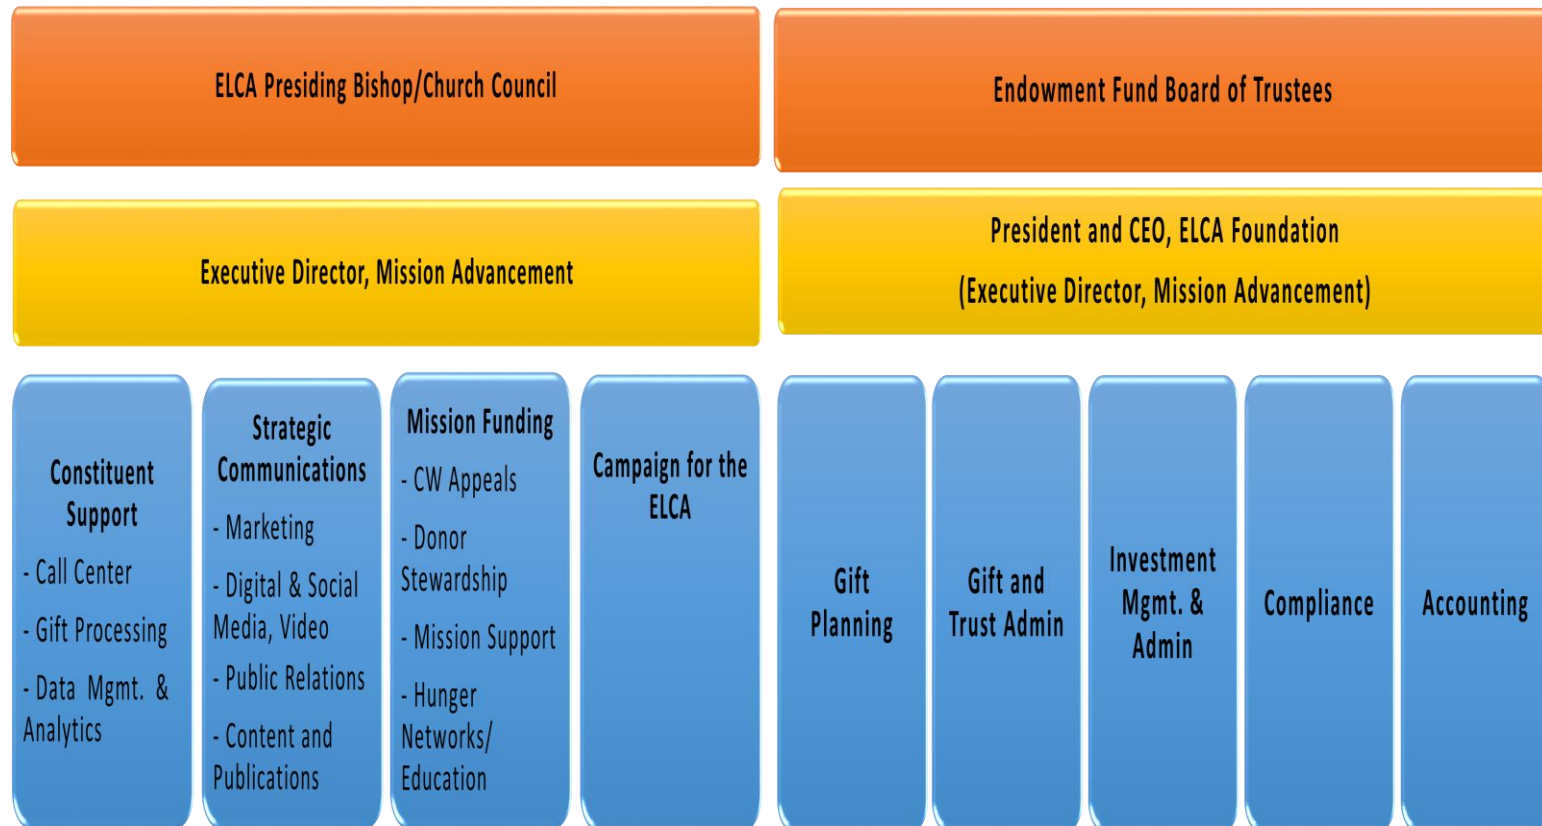 ELCA Presiding Bishop/Church Council
Endowment Fund Board of Trustees
Executive Director, Mission Advancement
President and CEO, ELCA Foundation
(Executive Director, Mission Advancement)
Constituent
Support
- Call Center
- Gift Processing
- Data Mgmt. &
Analytics
Strategic
Communications
- Marketing
- Digital & Social
Media, Video
- Public Relations
- Content and
Publications
Mission Funding
- CW Appeals
- Donor
Stewardship
- Mission Support
- Hunger
Networks/
Education
Campaign for the
ELCA
Gift
Planning
Gift and
Trust Admin
Investment
Mgmt. &
Admin
Compliance
Accounting